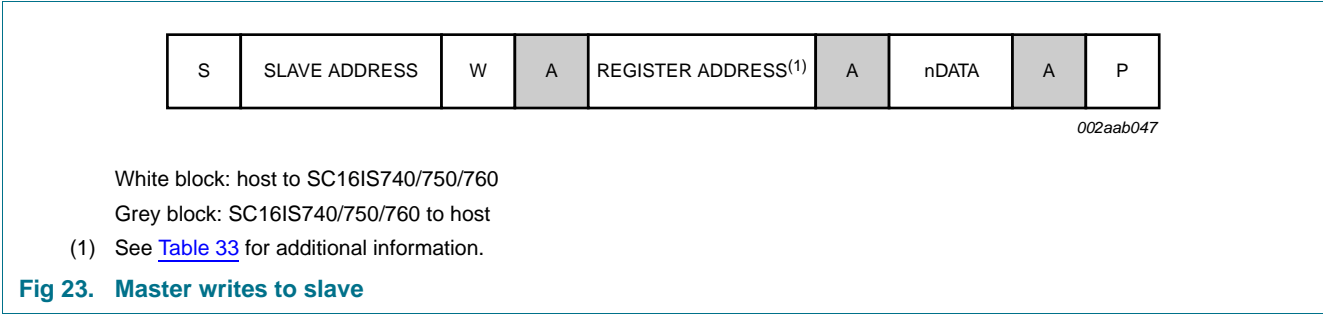 S SLAVE ADDRESS W A REGISTER ADDRESS(1) A nDATA A P
002aab047
White block: host to SC16IS740/750/760
Grey block: SC16IS740/750/760 to host
(1) See Table 33 for additional information.
Fig 23. Master writes to slave